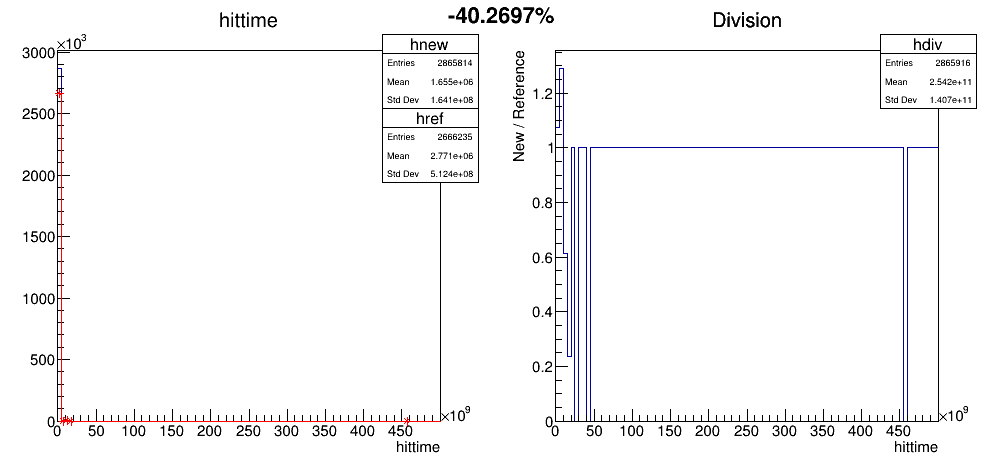 -40.2697%
hittime
×10³
3000
2500
2000
1500
1000
500
0
0 50 100 150 200 250 300 350 400 450
×10⁹
hittime
hnew
Entries 2865814
Mean 1.655e+06
Std Dev 1.641e+08
href
Entries 2666235
Mean 2.771e+06
Std Dev 5.124e+08
Division
New / Reference
1.2
1
0.8
0.6
0.4
0.2
0
0 50 100 150 200 250 300 350 400 450
×10⁹
hittime
hdiv
Entries 2865916
Mean 2.542e+11
Std Dev 1.407e+11